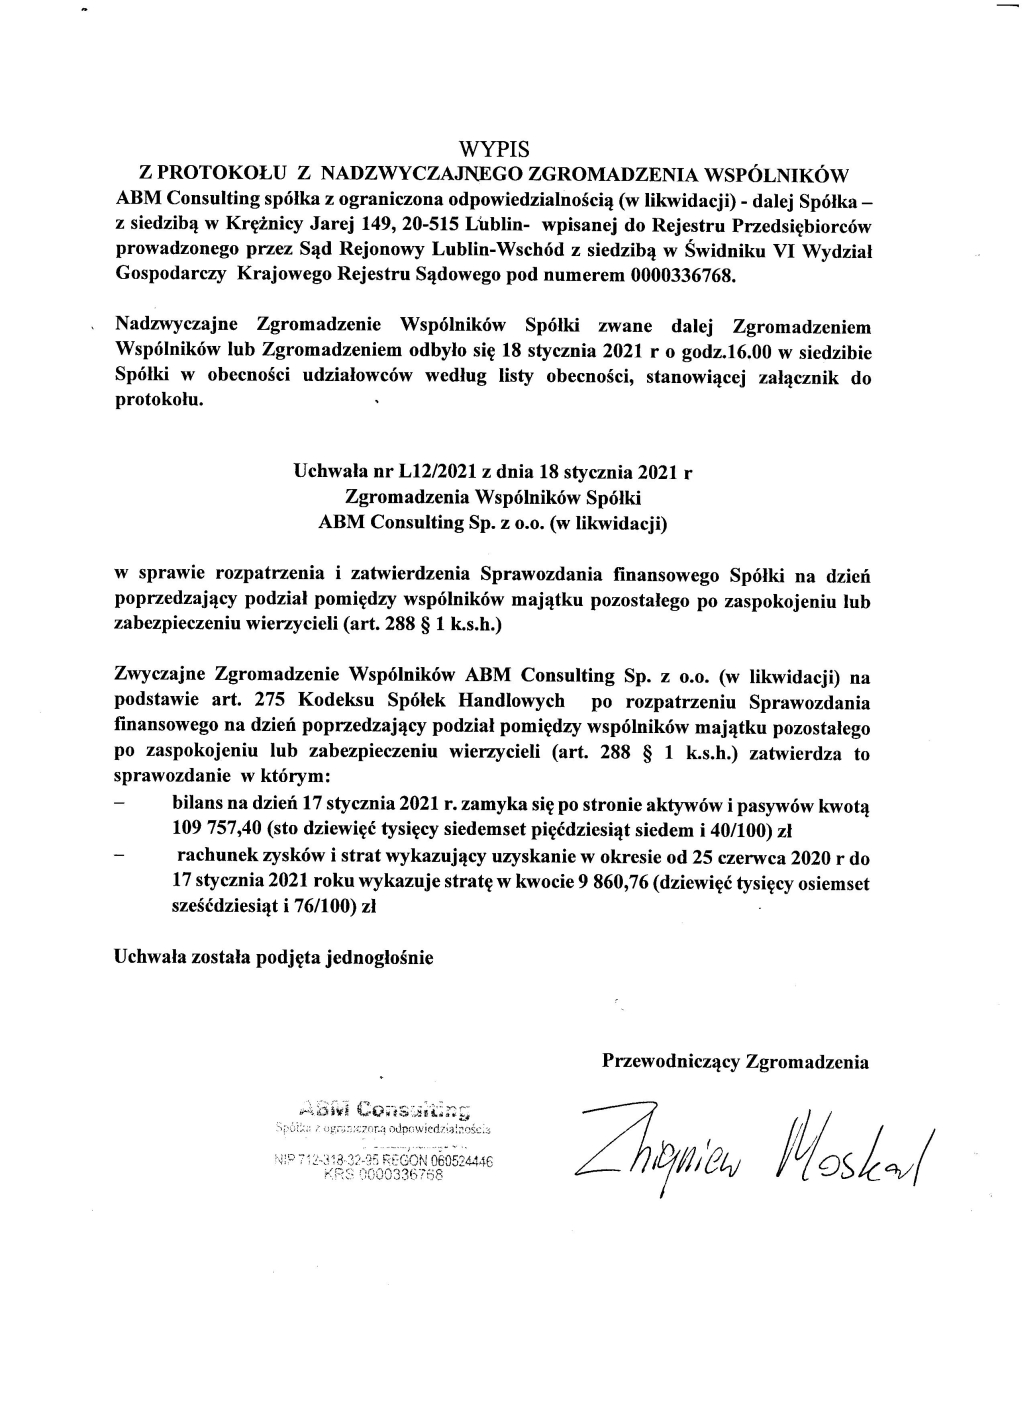 WYPIS
Z PROTOKOŁU Z NADZWYCZAJNEGO ZGROMADZENIA WSPÓLNIKÓW
ABM Consulting spółka z ograniczona odpowiedzialnością (w likwidacji) - dalej Spółka –
z siedzibą w Krężnicy Jarej 149, 20-515 Lublin- wpisanej do Rejestru Przedsiębiorców
prowadzonego przez Sąd Rejonowy Lublin-Wschód z siedzibą w Świdniku VI Wydział
Gospodarczy Krajowego Rejestru Sądowego pod numerem 0000336768.
Nadzwyczajne Zgromadzenie Wspólników Spółki zwane dalej Zgromadzeniem
Wspólników lub Zgromadzeniem odbyło się 18 stycznia 2021 r o godz.16.00 w siedzibie
Spółki w obecności udziałowców według listy obecności, stanowiącej załącznik do
protokołu.
Uchwała nr L12/2021 z dnia 18 stycznia 2021 r
Zgromadzenia Wspólników Spółki
ABM Consulting Sp. z o.o. (w likwidacji)
w sprawie rozpatrzenia i zatwierdzenia Sprawozdania finansowego Spółki na dzień
poprzedzający podział pomiędzy wspólników majątku pozostałego po zaspokojeniu lub
zabezpieczeniu wierzycieli (art. 288 § 1 k.s.h.)
Zwyczajne Zgromadzenie Wspólników ABM Consulting Sp. z o.o. (w likwidacji) na
podstawie art. 275 Kodeksu Spółek Handlowych po rozpatrzeniu Sprawozdania
finansowego na dzień poprzedzający podział pomiędzy wspólników majątku pozostałego
po zaspokojeniu lub zabezpieczeniu wierzycieli (art. 288 § 1 k.s.h.) zatwierdza to
sprawozdanie w którym:
– bilans na dzień 17 stycznia 2021 r. zamyka się po stronie aktywów i pasywów kwotą
109 757,40 (sto dziewięć tysięcy siedemset pięćdziesiąt siedem i 40/100) zł
– rachunek zysków i strat wykazujący uzyskanie w okresie od 25 czerwca 2020 r do
17 stycznia 2021 roku wykazuje stratę w kwocie 9 860,76 (dziewięć tysięcy osiemset
sześćdziesiąt i 76/100) zł
Uchwała została podjęta jednogłośnie
Przewodniczący Zgromadzenia
ABM Consulting
Spółka z ograniczoną odpowiedzialnością
NIP 712-318-32-95 REGON 060524446
KRS 0000336768
Zbigniew Moskal